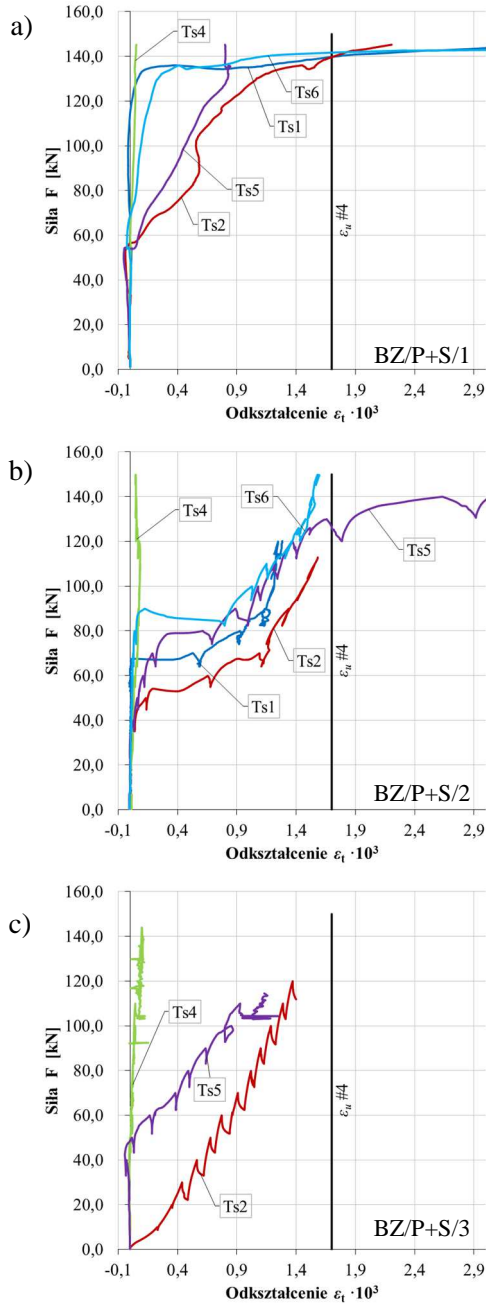 a)
160,0
140,0
120,0
100,0
80,0
60,0
40,0
20,0
0,0
Siła F [kN]
Ts4
Ts6
Ts1
Ts5
Ts2
εu #4
BZ/P+S/1
-0,1 0,4 0,9 1,4 1,9 2,4 2,9
Odkształcenie εt ·10³
b)
160,0
140,0
120,0
100,0
80,0
60,0
40,0
20,0
0,0
Siła F [kN]
Ts6
Ts4
Ts5
Ts2
Ts1
εu #4
BZ/P+S/2
-0,1 0,4 0,9 1,4 1,9 2,4 2,9
Odkształcenie εt ·10³
c)
160,0
140,0
120,0
100,0
80,0
60,0
40,0
20,0
0,0
Siła F [kN]
Ts4
Ts5
Ts2
εu #4
BZ/P+S/3
-0,1 0,4 0,9 1,4 1,9 2,4 2,9
Odkształcenie εt ·10³